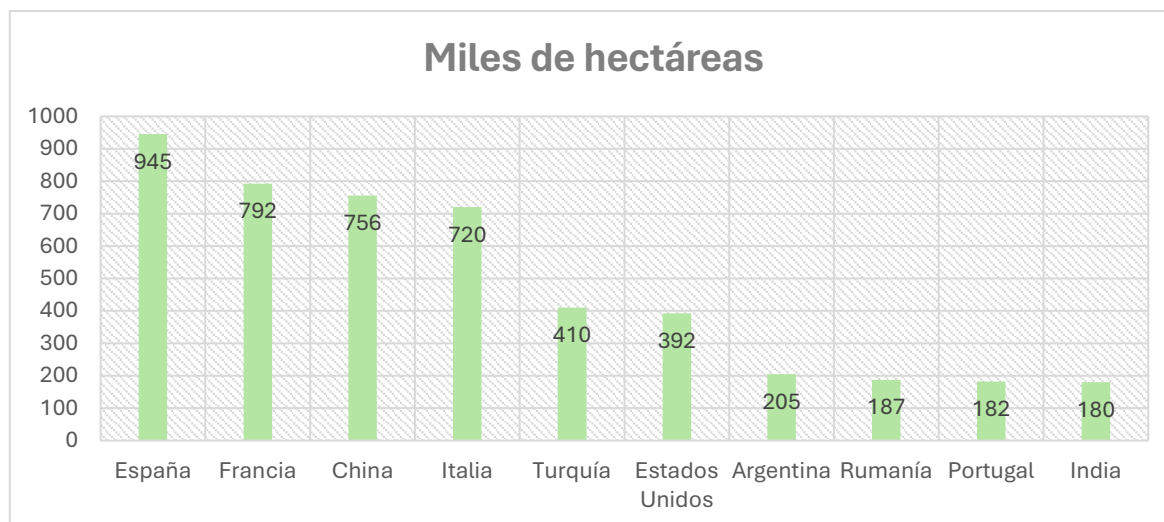 Miles de hectáreas
1000
900
800
700
600
500
400
300
200
100
0
945
792
756
720
410
392
205
187
182
180
España
Francia
China
Italia
Turquía
Estados
Unidos
Argentina
Rumanía
Portugal
India